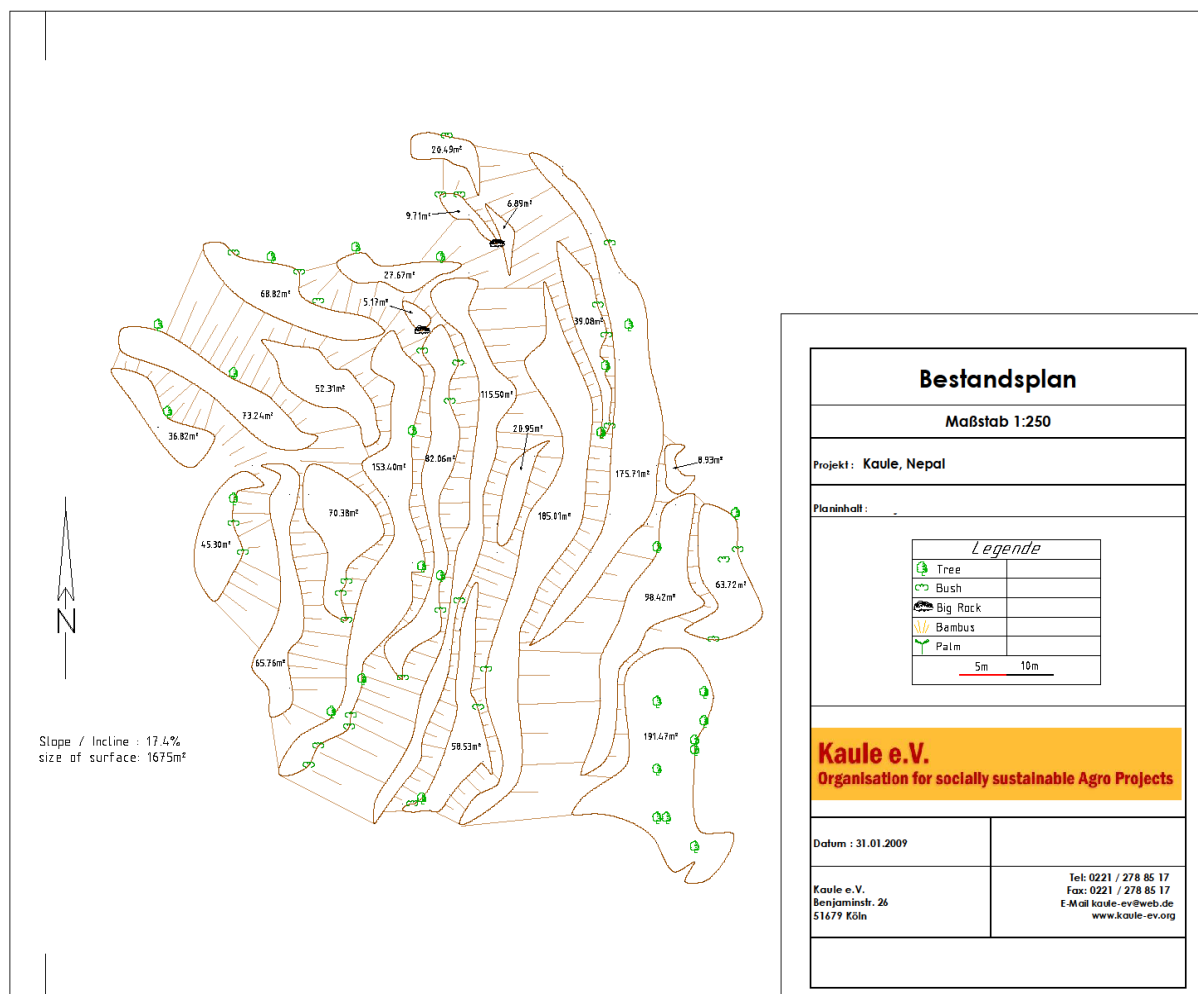 20.49m²
6.89m²
9.71m²
27.67m²
68.82m²
5.17m²
39.08m²
52.31m²
115.50m²
73.24m²
20.95m²
36.82m²
153.40m²
82.06m²
8.93m²
175.71m²
70.38m²
185.01m²
45.30m²
63.72m²
98.42m²
65.76m²
191.47m²
58.53m²
N
Slope / Incline : 17.4%
size of surface: 1675m²
Bestandsplan
Maßstab 1:250
Projekt : Kaule, Nepal
Planinhalt : -
Legende
Tree
Bush
Big Rock
Bambus
Palm
5m 10m
Kaule e.V.
Organisation for socially sustainable Agro Projects
Datum : 31.01.2009
Kaule e.V.
Benjaminstr. 26
51679 Köln
Tel: 0221 / 278 85 17
Fax: 0221 / 278 85 17
E-Mail kaule-ev@web.de
www.kaule-ev.org